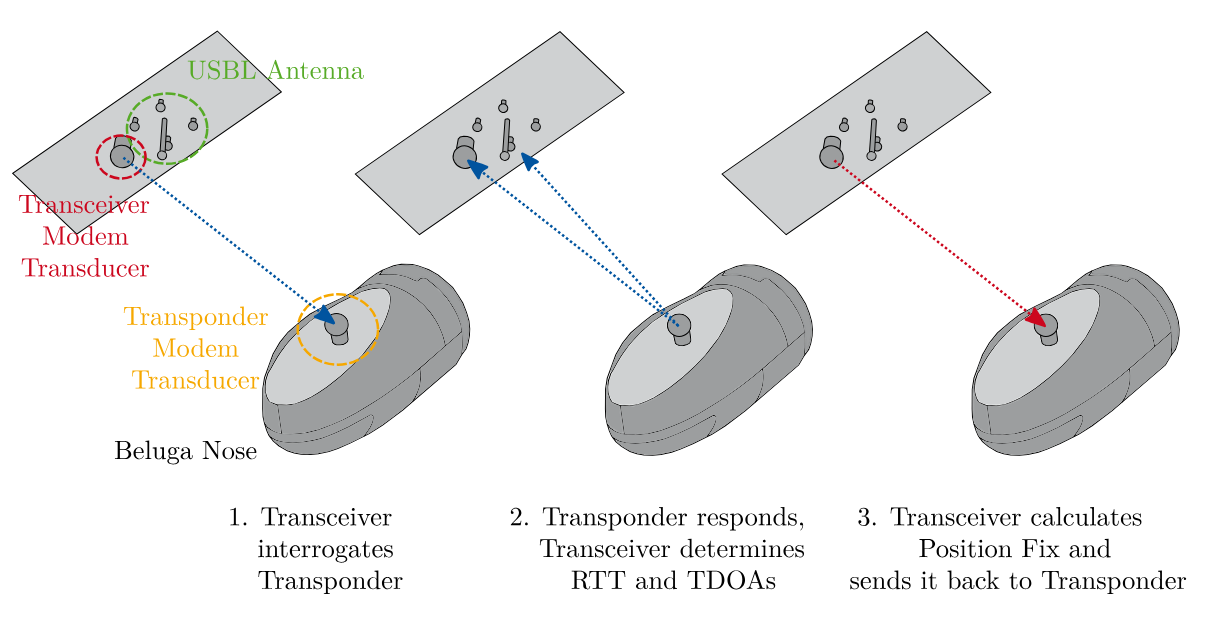 USBL Antenna
Transceiver
Modem
Transducer
Transponder
Modem
Transducer
Beluga Nose
1. Transceiver
interrogates
Transponder
2. Transponder responds,
Transceiver determines
RTT and TDOAs
3. Transceiver calculates
Position Fix and
sends it back to Transponder